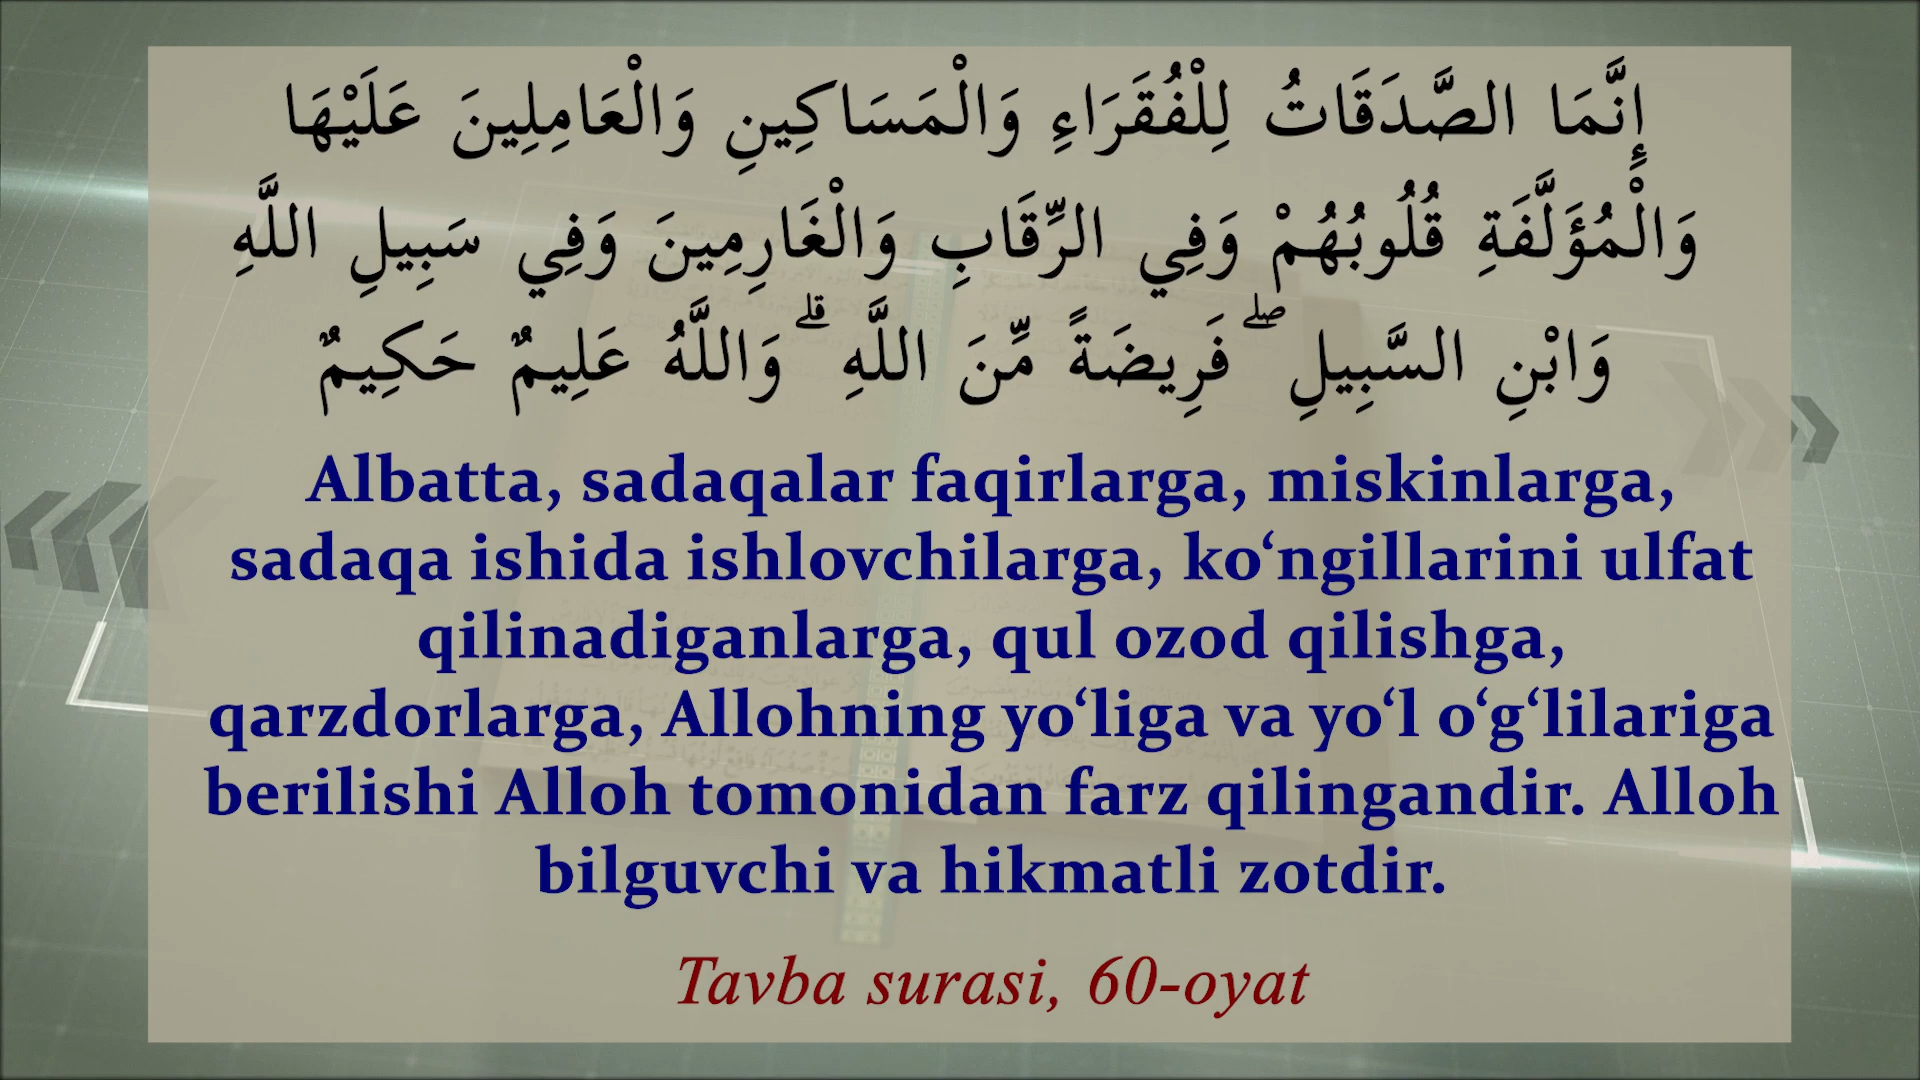 إِنَّمَا الصَّدَقَاتُ لِلْفُقَرَاءِ وَالْمَسَاكِينِ وَالْعَامِلِينَ عَلَيْهَا
وَالْمُؤَلَّفَةِ قُلُوبُهُمْ وَفِي الرِّقَابِ وَالْغَارِمِينَ وَفِي سَبِيلِ اللَّهِ
وَابْنِ السَّبِيلِ ۖ فَرِيضَةً مِّنَ اللَّهِ ۗ وَاللَّهُ عَلِيمٌ حَكِيمٌ
Albatta, sadaqalar faqirlarga, miskinlarga,
sadaqa ishida ishlovchilarga, ko‘ngillarini ulfat
qilinadiganlarga, qul ozod qilishga,
qarzdorlarga, Allohning yo‘liga va yo‘l o‘g‘lilariga
berilishi Alloh tomonidan farz qilingandir. Alloh
bilguvchi va hikmatli zotdir.
Tavba surasi, 60-oyat